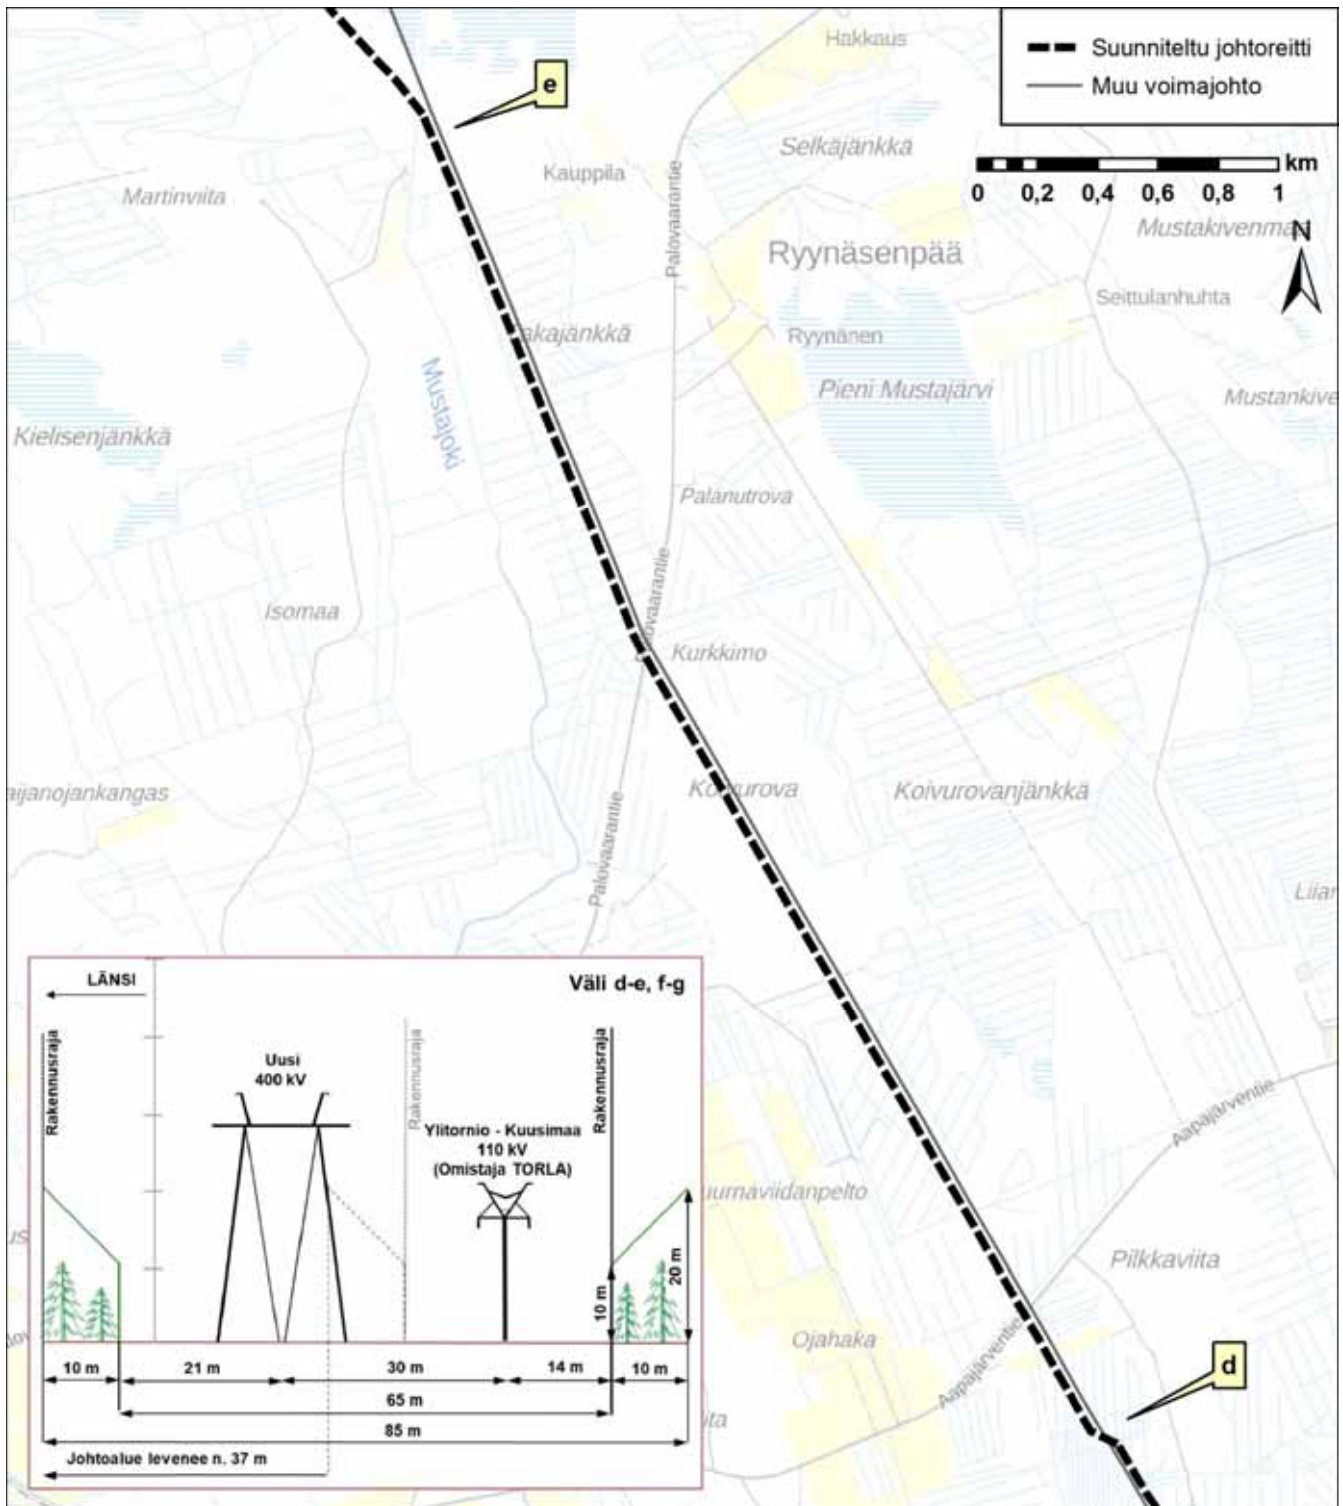 Suunniteltu johtoreitti
Muu voimajohto
km
0 0,2 0,4 0,6 0,8 1
N
Hakkaus
e
Selkäjänkkä
Kauppila
Palovaarantie
Martinviita
Ryynäsenpää
Seittulanhuhta
Ryynänen
Mustajoki
Pieni Mustajärvi
Kielisenjänkkä
Palanutrova
Isomaa
Kurkkimo
Koivurovanjänkkä
Palovaarantie
Aapajärventie
Pilkkaviita
Ojahaka
Aapajärventie
d
LÄNSI
Väli d-e, f-g
Rakennusraja
Uusi
400 kV
Rakennusraja
Ylitornio - Kuusimaa
110 kV
(Omistaja TORLA)
Rakennusraja
10 m
20 m
10 m 21 m 30 m 14 m 10 m
65 m
85 m
Johtoalue levenee n. 37 m